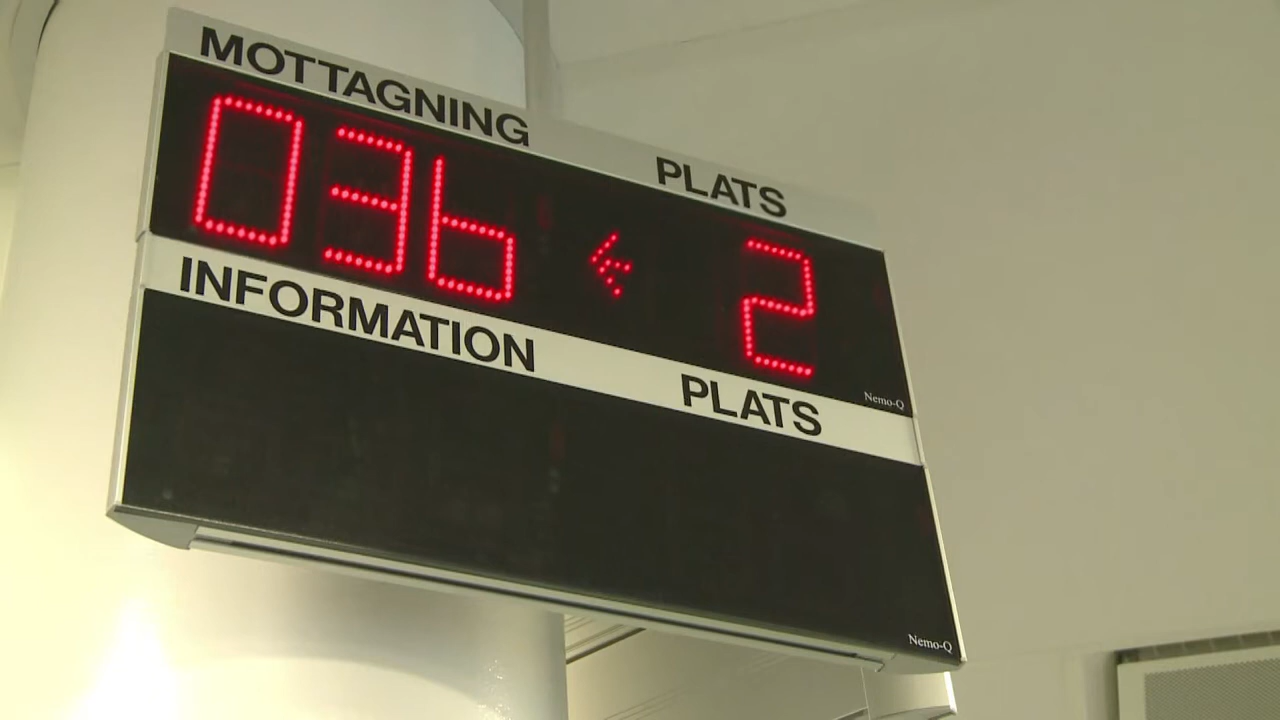 MOTTAGNING PLATS
036 2
INFORMATION PLATS
Nemo-Q
Nemo-Q